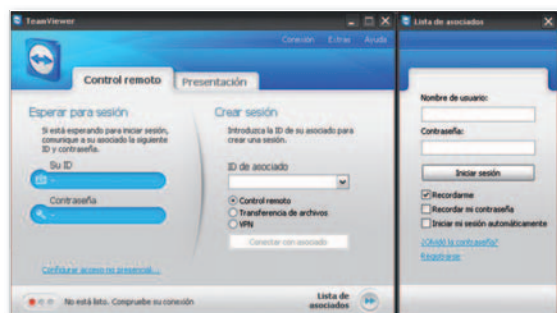 TeamViewer
Conexión Extras Ayuda
Control remoto Presentación
Esperar para sesión
Si está esperando para iniciar sesión,
comunique a su asociado la siguiente
ID y contraseña.
Su ID
-
Contraseña
-
Configurar acceso no presencial...
Crear sesión
Introduzca la ID de su asociado para
crear una sesión.
ID de asociado
Control remoto
Transferencia de archivos
VPN
Conectar con asociado
No está listo. Compruebe su conexión
Lista de
asociados
Lista de asociados
Nombre de usuario:
Contraseña:
Iniciar sesión
Recordarme
Recordar mi contraseña
Iniciar mi sesión automáticamente
¿Olvidó la contraseña?
Registrarse